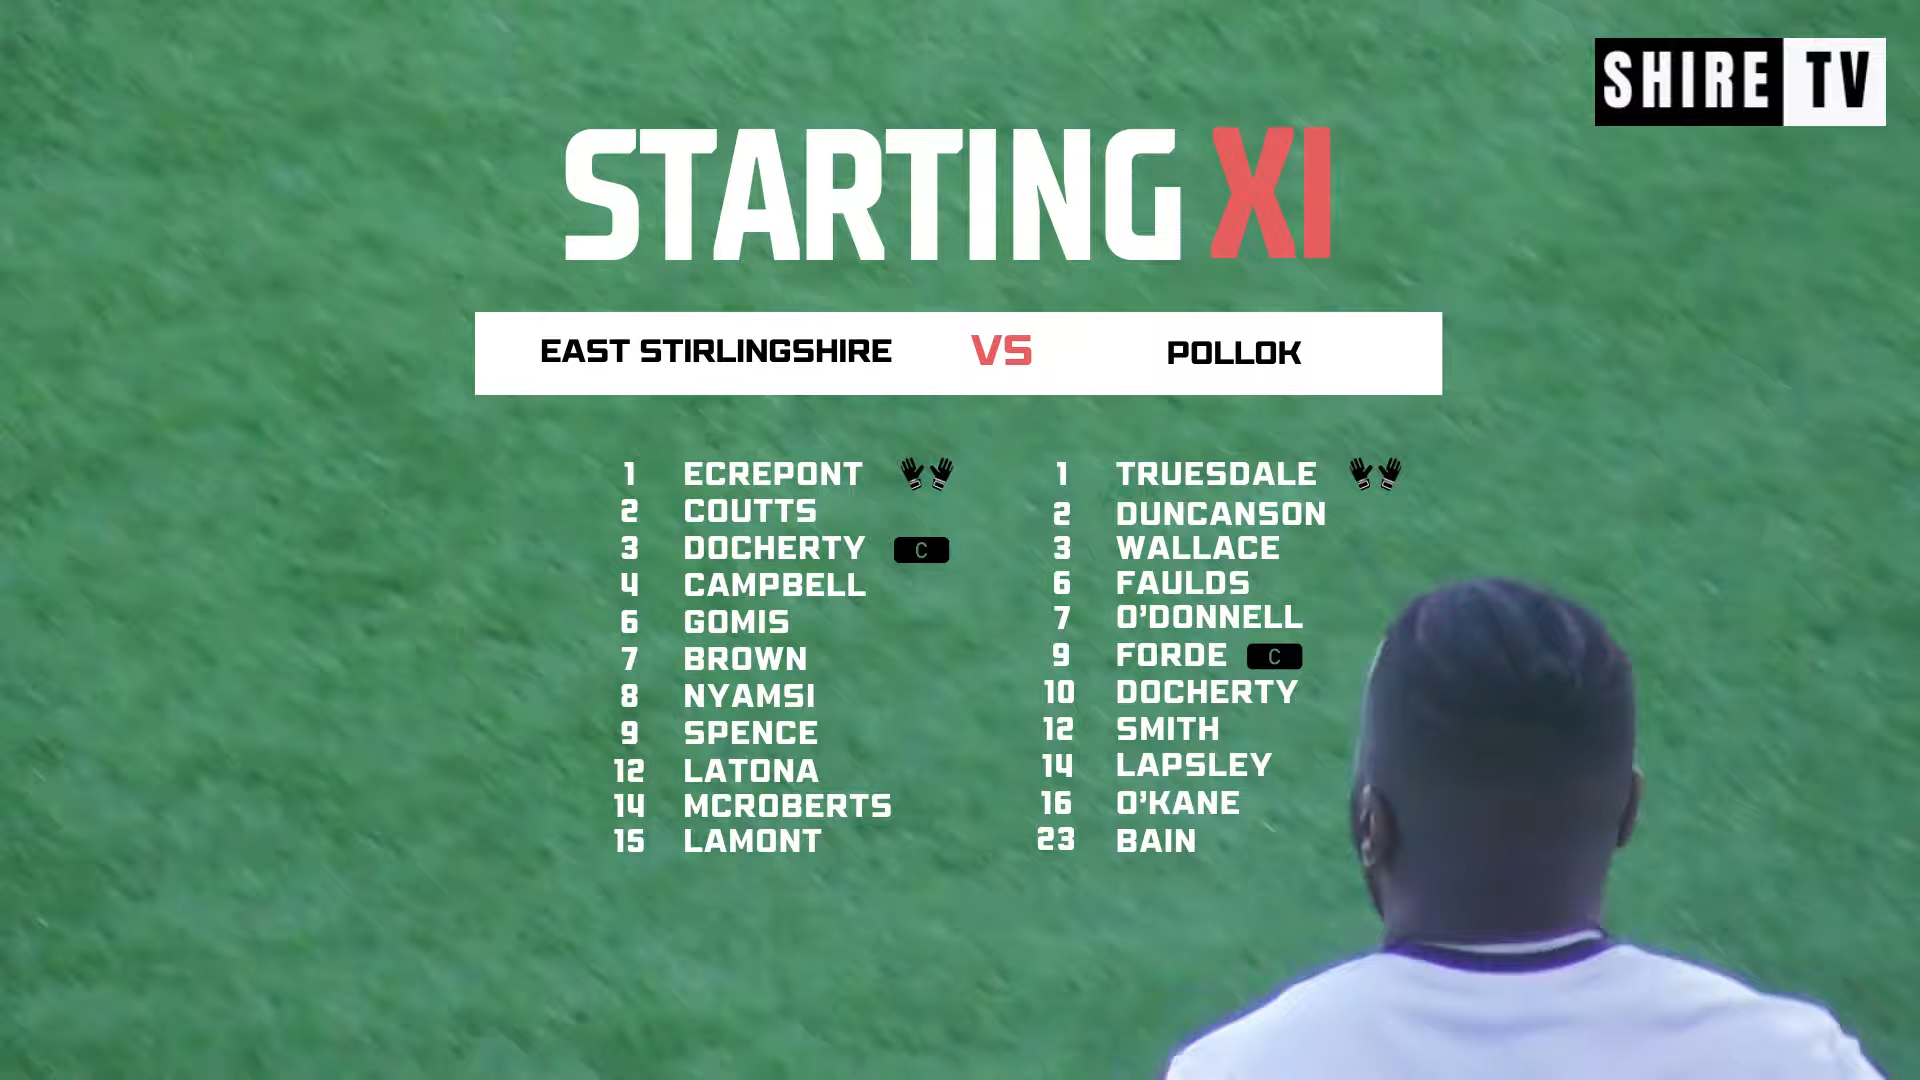 SHIRE TV
STARTING XI
EAST STIRLINGSHIRE VS POLLOK
1 ECREPONT
2 COUTTS
3 DOCHERTY C
4 CAMPBELL
6 GOMIS
7 BROWN
8 NYAMSI
9 SPENCE
12 LATONA
14 MCROBERTS
15 LAMONT
1 TRUESDALE
2 DUNCANSON
3 WALLACE
6 FAULDS
7 O’DONNELL
9 FORDE C
10 DOCHERTY
12 SMITH
14 LAPSLEY
16 O’KANE
23 BAIN